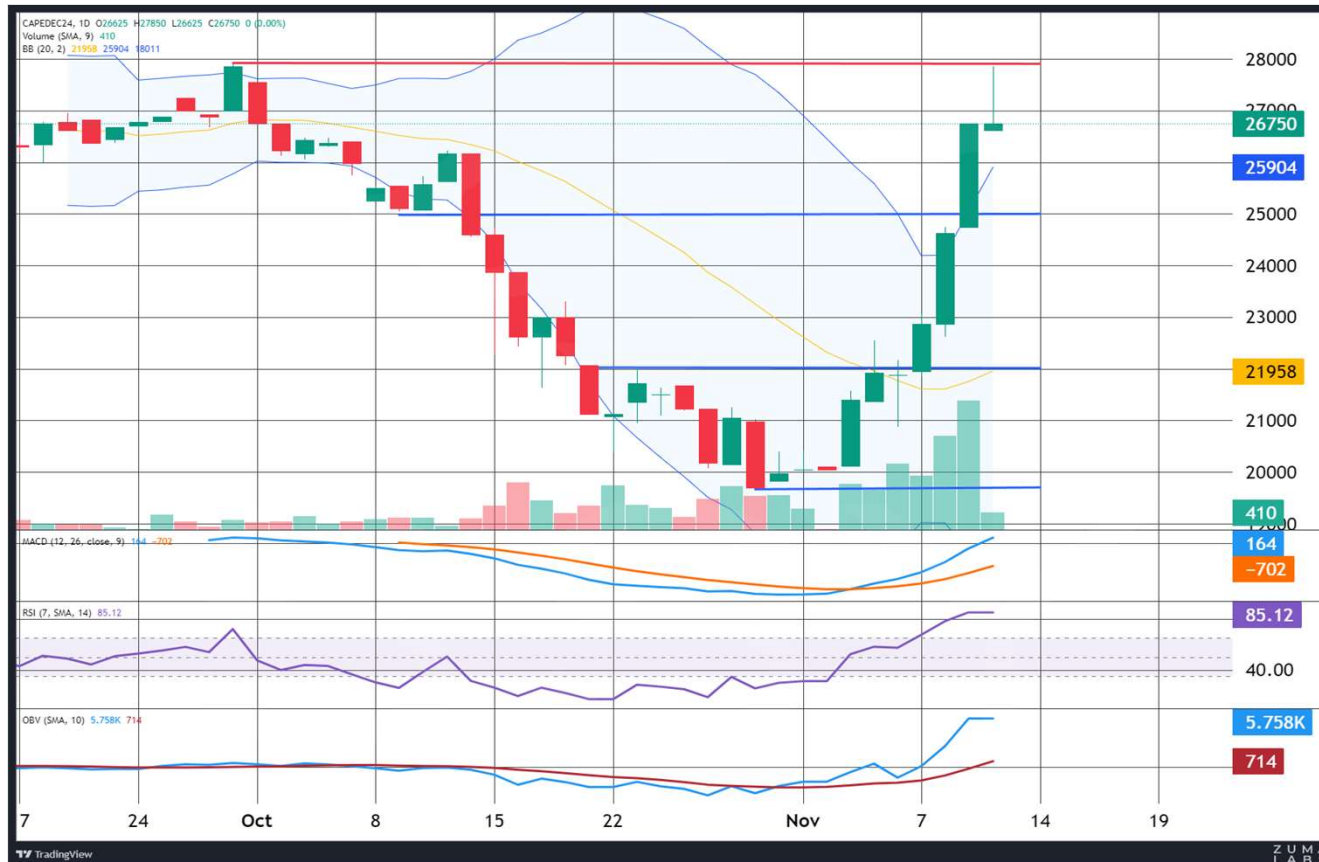 CAPEDEC24, 1D O26625 H27850 L26625 C26750 0 (0.00%)
Volume (SMA, 9) 410
BB (20, 2) 21958 25904 18011
28000
27000
26750
25904
25000
24000
23000
21958
21000
20000
410
MACD (12, 26, close, 9) 164 −702
164
−702
RSI (7, SMA, 14) 85.12
85.12
40.00
OBV (SMA, 10) 5.758K 714
5.758K
714
24 Oct 8 15 22 Nov 7 14 19
TradingView